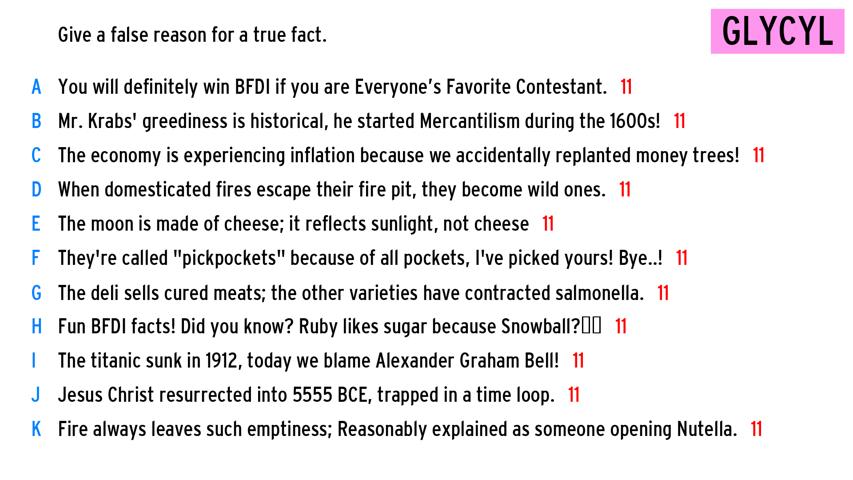 Give a false reason for a true fact.
GLYCYL
A You will definitely win BFDI if you are Everyone's Favorite Contestant. 11
B Mr. Krabs' greediness is historical, he started Mercantilism during the 1600s! 11
C The economy is experiencing inflation because we accidentally replanted money trees! 11
D When domesticated fires escape their fire pit, they become wild ones. 11
E The moon is made of cheese; it reflects sunlight, not cheese 11
F They're called "pickpockets" because of all pockets, I've picked yours! Bye..! 11
G The deli sells cured meats; the other varieties have contracted salmonella. 11
H Fun BFDI facts! Did you know? Ruby likes sugar because Snowball?▯▯ 11
I The titanic sunk in 1912, today we blame Alexander Graham Bell! 11
J Jesus Christ resurrected into 5555 BCE, trapped in a time loop. 11
K Fire always leaves such emptiness; Reasonably explained as someone opening Nutella. 11